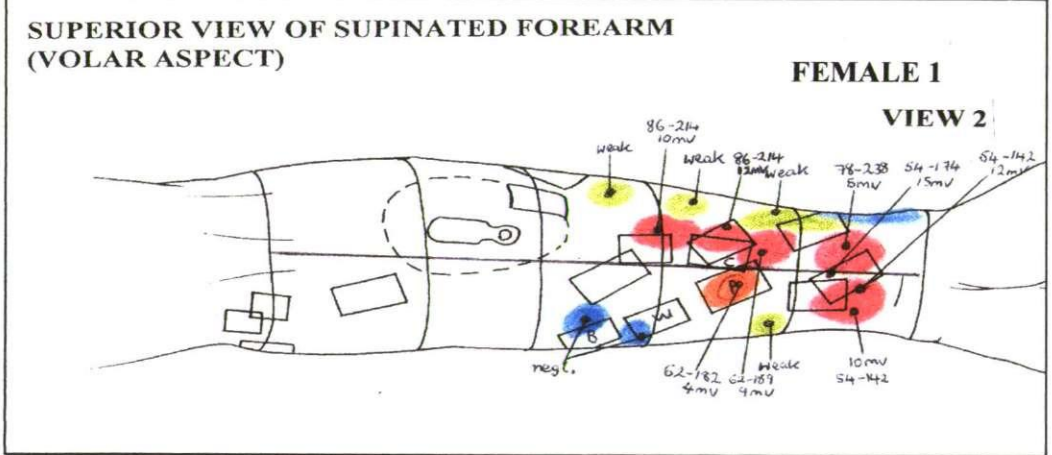 SUPERIOR VIEW OF SUPINATED FOREARM
(VOLAR ASPECT)
FEMALE 1
VIEW 2
weak
86-214
10mv
weak
86-214
12mv
weak
78-238
5mv
54-174
15mv
54-142
12mv
C
P
W
B
negl.
62-182
4mv
62-189
9mv
weak
10mv
54-142